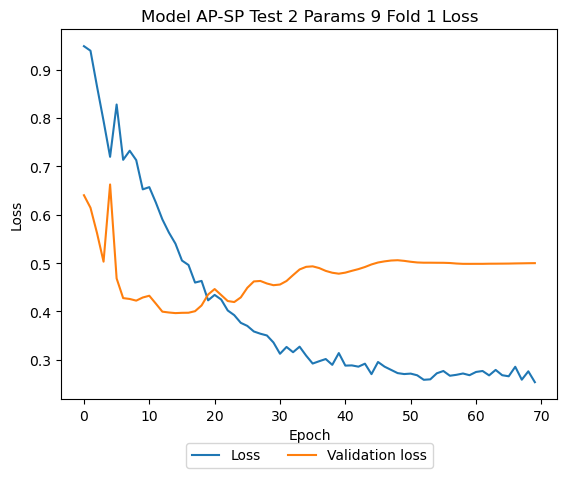 Model AP-SP Test 2 Params 9 Fold 1 Loss
0.9
0.8
0.7
0.6
0.5
0.4
0.3
Loss
0 10 20 30 40 50 60 70
Epoch
Loss Validation loss